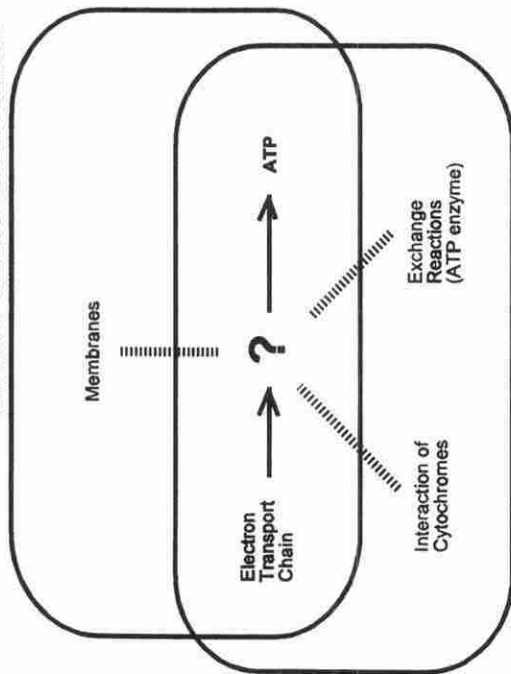 Membranes
Electron
Transport
Chain
?
ATP
Interaction of
Cytochromes
Exchange
Reactions
(ATP enzyme)